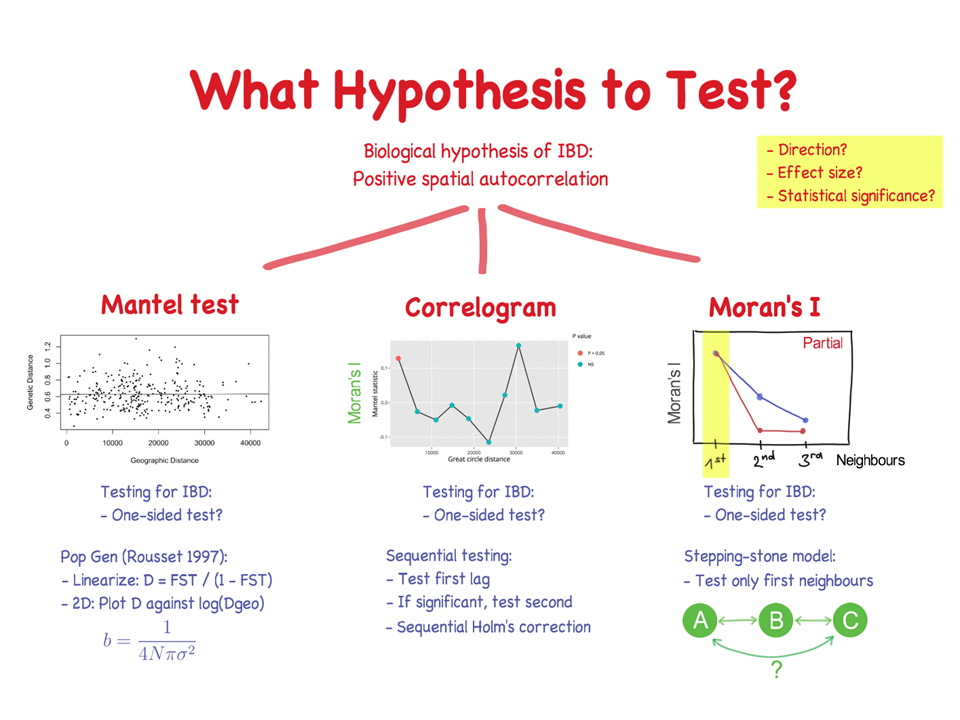 What Hypothesis to Test?
Biological hypothesis of IBD:
Positive spatial autocorrelation
- Direction?
- Effect size?
- Statistical significance?
Mantel test
Genetic Distance
1.2
1.0
0.8
0.6
0.4
0
10000
20000
30000
40000
Geographic Distance
Testing for IBD:
- One-sided test?
Pop Gen (Rousset 1997):
- Linearize: D = FST / (1 - FST)
- 2D: Plot D against log(Dgeo)
b = 1 / 4Nπσ²
Correlogram
Moran's I
Mantel statistic
0.1
0.0
-0.1
10000
20000
30000
40000
Great circle distance
P value
P < 0.05
NS
Testing for IBD:
- One-sided test?
Sequential testing:
- Test first lag
- If significant, test second
- Sequential Holm's correction
Moran's I
Moran's I
Partial
1st
2nd
3rd
Neighbours
Testing for IBD:
- One-sided test?
Stepping-stone model:
- Test only first neighbours
A
B
C
?